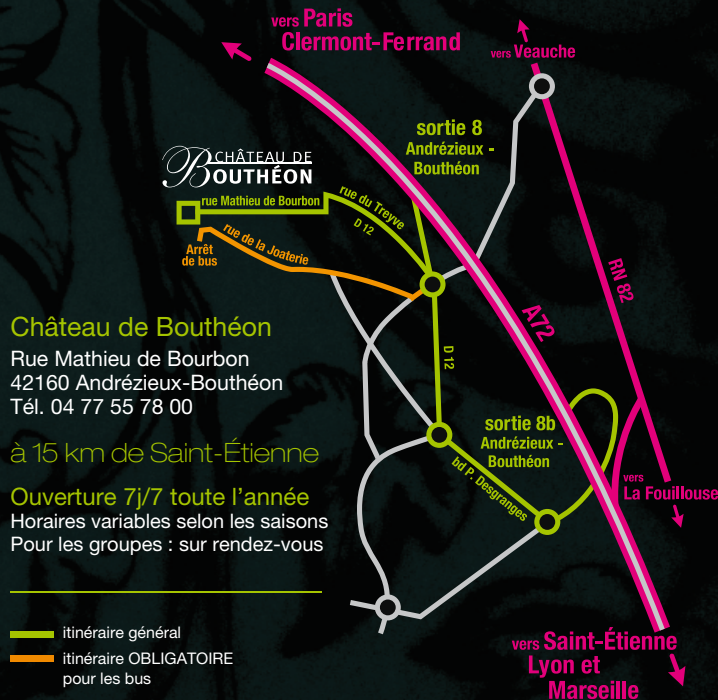 vers Paris
Clermont-Ferrand
vers Veauche
sortie 8
Andrézieux -
Bouthéon
CHÂTEAU DE
BOUTHÉON
rue Mathieu de Bourbon
rue du Treyve
D 12
Arrêt
de bus
rue de la Joaterie
RN 82
A72
D 12
Château de Bouthéon
Rue Mathieu de Bourbon
42160 Andrézieux-Bouthéon
Tél. 04 77 55 78 00
à 15 km de Saint-Étienne
Ouverture 7j/7 toute l'année
Horaires variables selon les saisons
Pour les groupes : sur rendez-vous
sortie 8b
Andrézieux -
Bouthéon
bd P. Desgranges
vers
La Fouillouse
itinéraire général
itinéraire OBLIGATOIRE
pour les bus
vers Saint-Étienne
Lyon et
Marseille